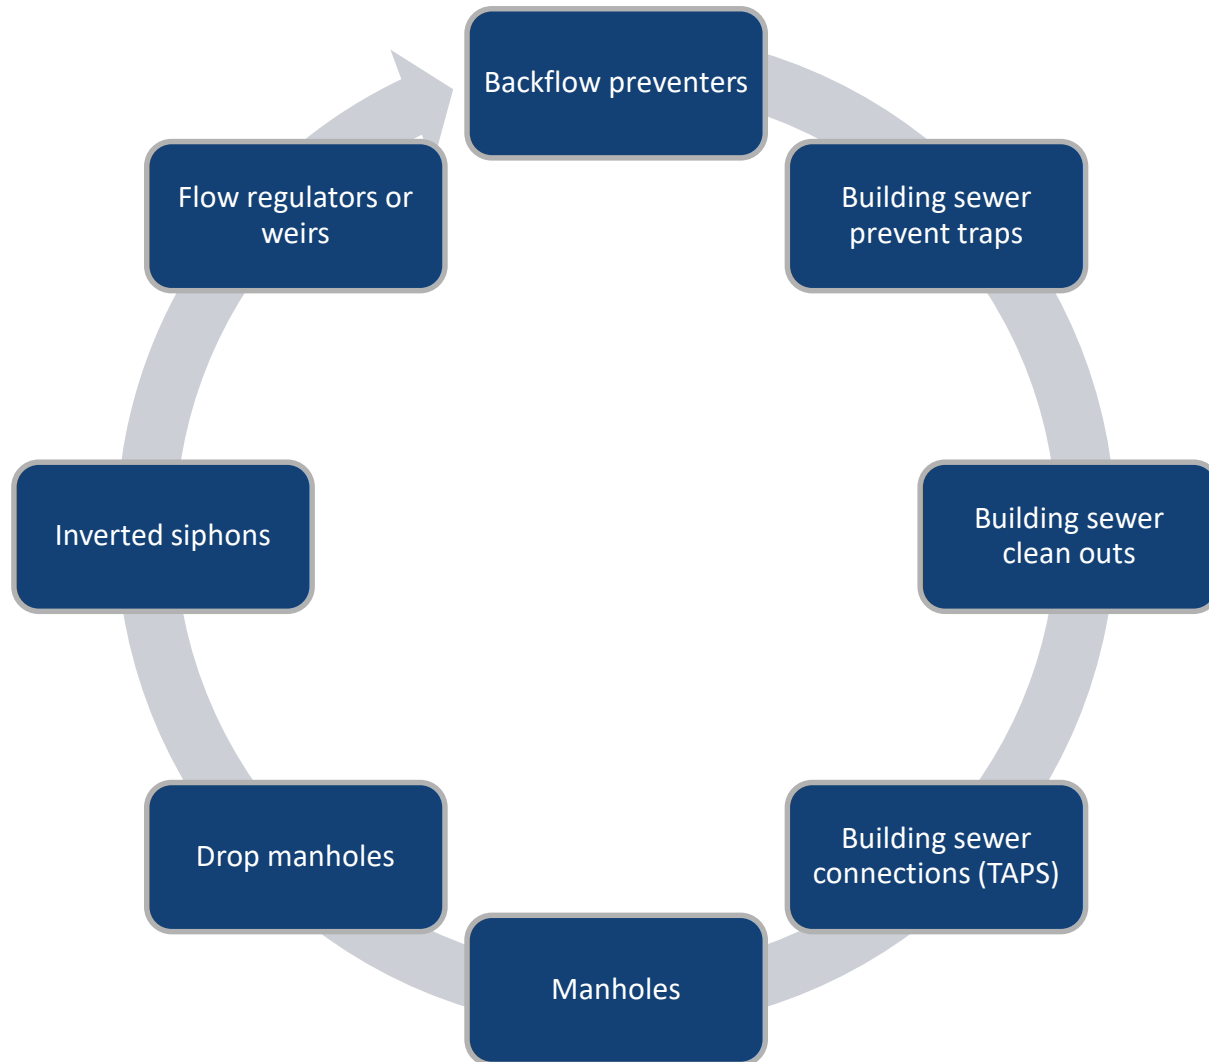 Backflow preventers
Building sewer
prevent traps
Building sewer
clean outs
Building sewer
connections (TAPS)
Manholes
Drop manholes
Inverted siphons
Flow regulators or
weirs